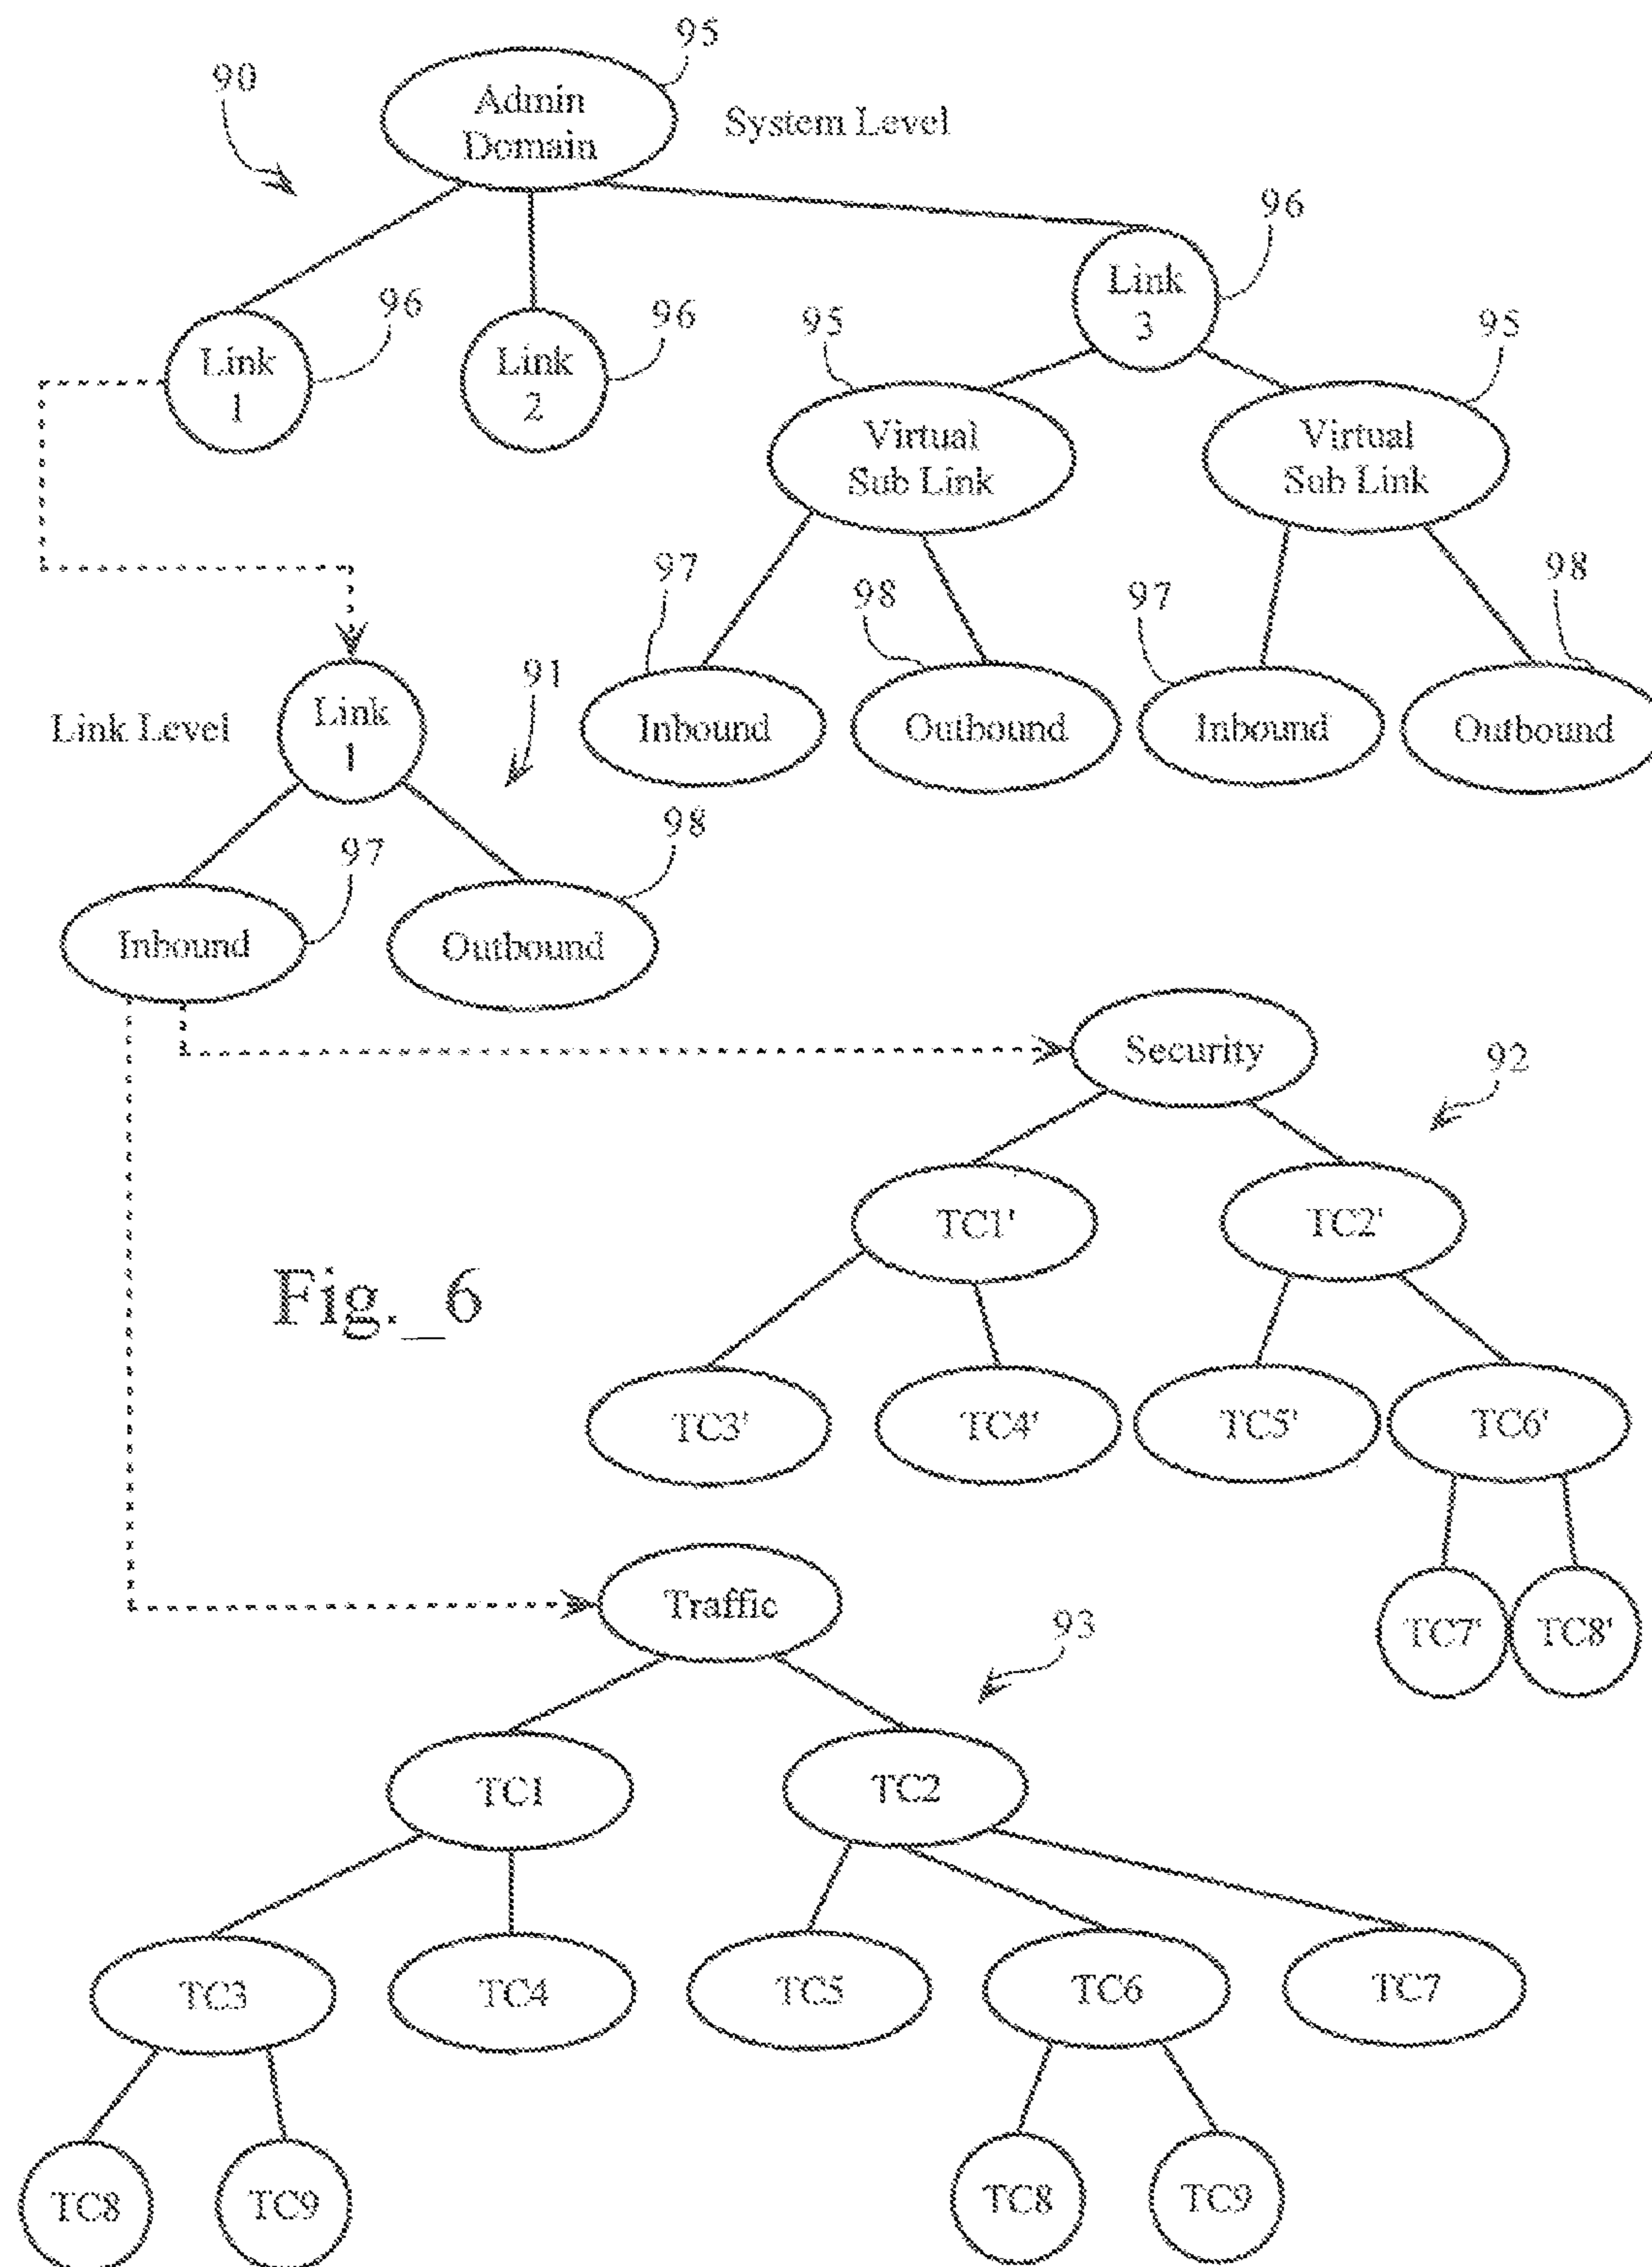 95
90
Admin
Domain
System Level
96
Link
3
96
Link
1
96
Link
2
95
95
Virtual
Sub Link
Virtual
Sub Link
97
98
97
98
Inbound
Outbound
Inbound
Outbound
91
Link Level
Link
1
98
97
Inbound
Outbound
Security
92
TC1'
TC2'
Fig._6
TC3'
TC4'
TC5'
TC6'
TC7'
TC8'
Traffic
93
TC1
TC2
TC3
TC4
TC5
TC6
TC7
TC8
TC9
TC8
TC9